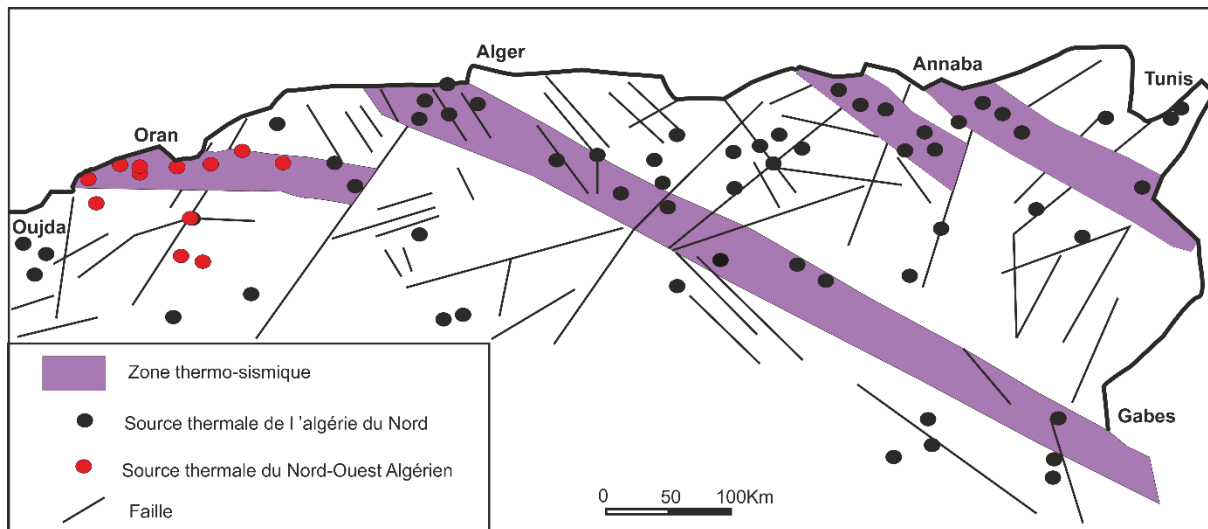 Alger
Annaba
Tunis
Oran
Oujda
Gabes
Zone thermo-sismique
Source thermale de l 'algérie du Nord
Source thermale du Nord-Ouest Algérien
Faille
0 50 100Km